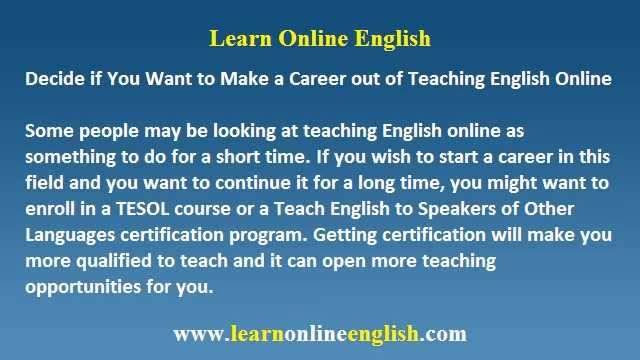 Learn Online English
Decide if You Want to Make a Career out of Teaching English Online
Some people may be looking at teaching English online as
something to do for a short time. If you wish to start a career in this
field and you want to continue it for a long time, you might want to
enroll in a TESOL course or a Teach English to Speakers of Other
Languages certification program. Getting certification will make you
more qualified to teach and it can open more teaching
opportunities for you.
www.learnonlineenglish.com